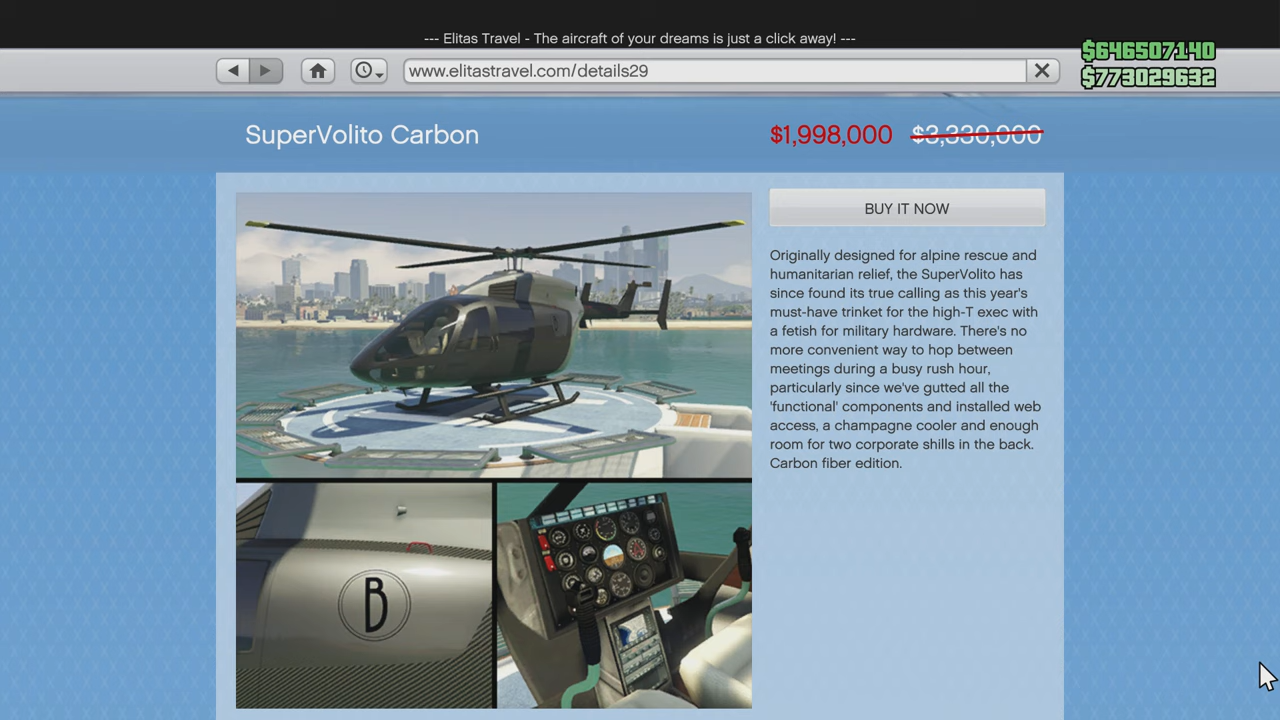 --- Elitas Travel - The aircraft of your dreams is just a click away! ---
$646507140
www.elitastravel.com/details29
$773029632
SuperVolito Carbon
$1,998,000 $3,330,000
BUY IT NOW
Originally designed for alpine rescue and
humanitarian relief, the SuperVolito has
since found its true calling as this year's
must-have trinket for the high-T exec with
a fetish for military hardware. There's no
more convenient way to hop between
meetings during a busy rush hour,
particularly since we've gutted all the
'functional' components and installed web
access, a champagne cooler and enough
room for two corporate shills in the back.
Carbon fiber edition.
B